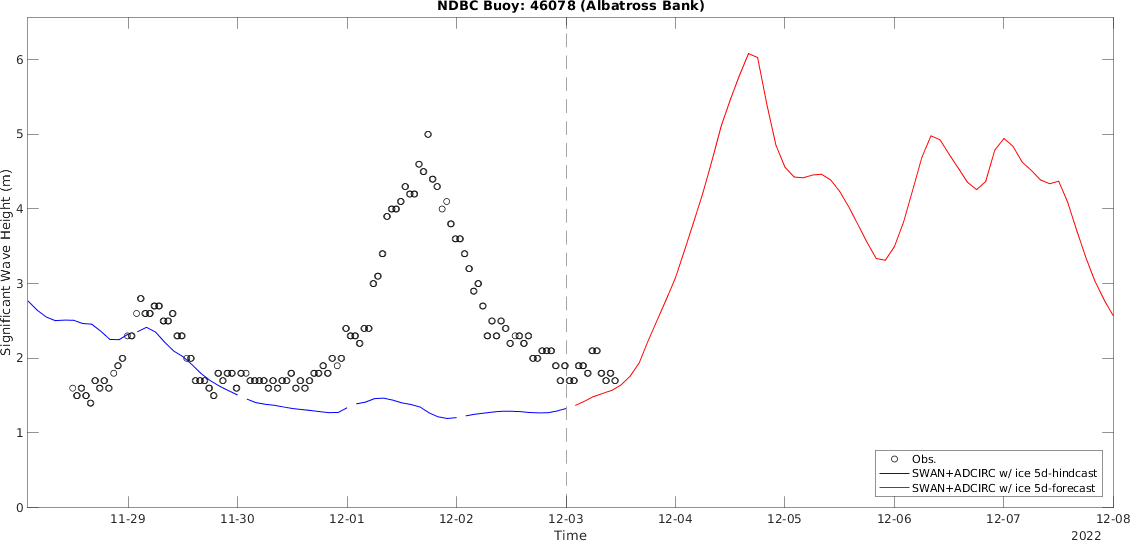 NDBC Buoy: 46078 (Albatross Bank)
6
5
4
3
2
1
0
Significant Wave Height (m)
Obs.
SWAN+ADCIRC w/ ice 5d-hindcast
SWAN+ADCIRC w/ ice 5d-forecast
11-29 11-30 12-01 12-02 12-03 12-04 12-05 12-06 12-07 12-08
Time
2022